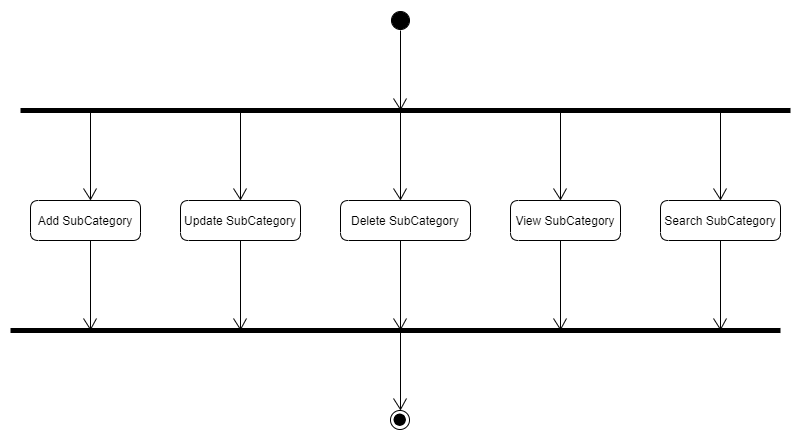 Add SubCategory
Update SubCategory
Delete SubCategory
View SubCategory
Search SubCategory